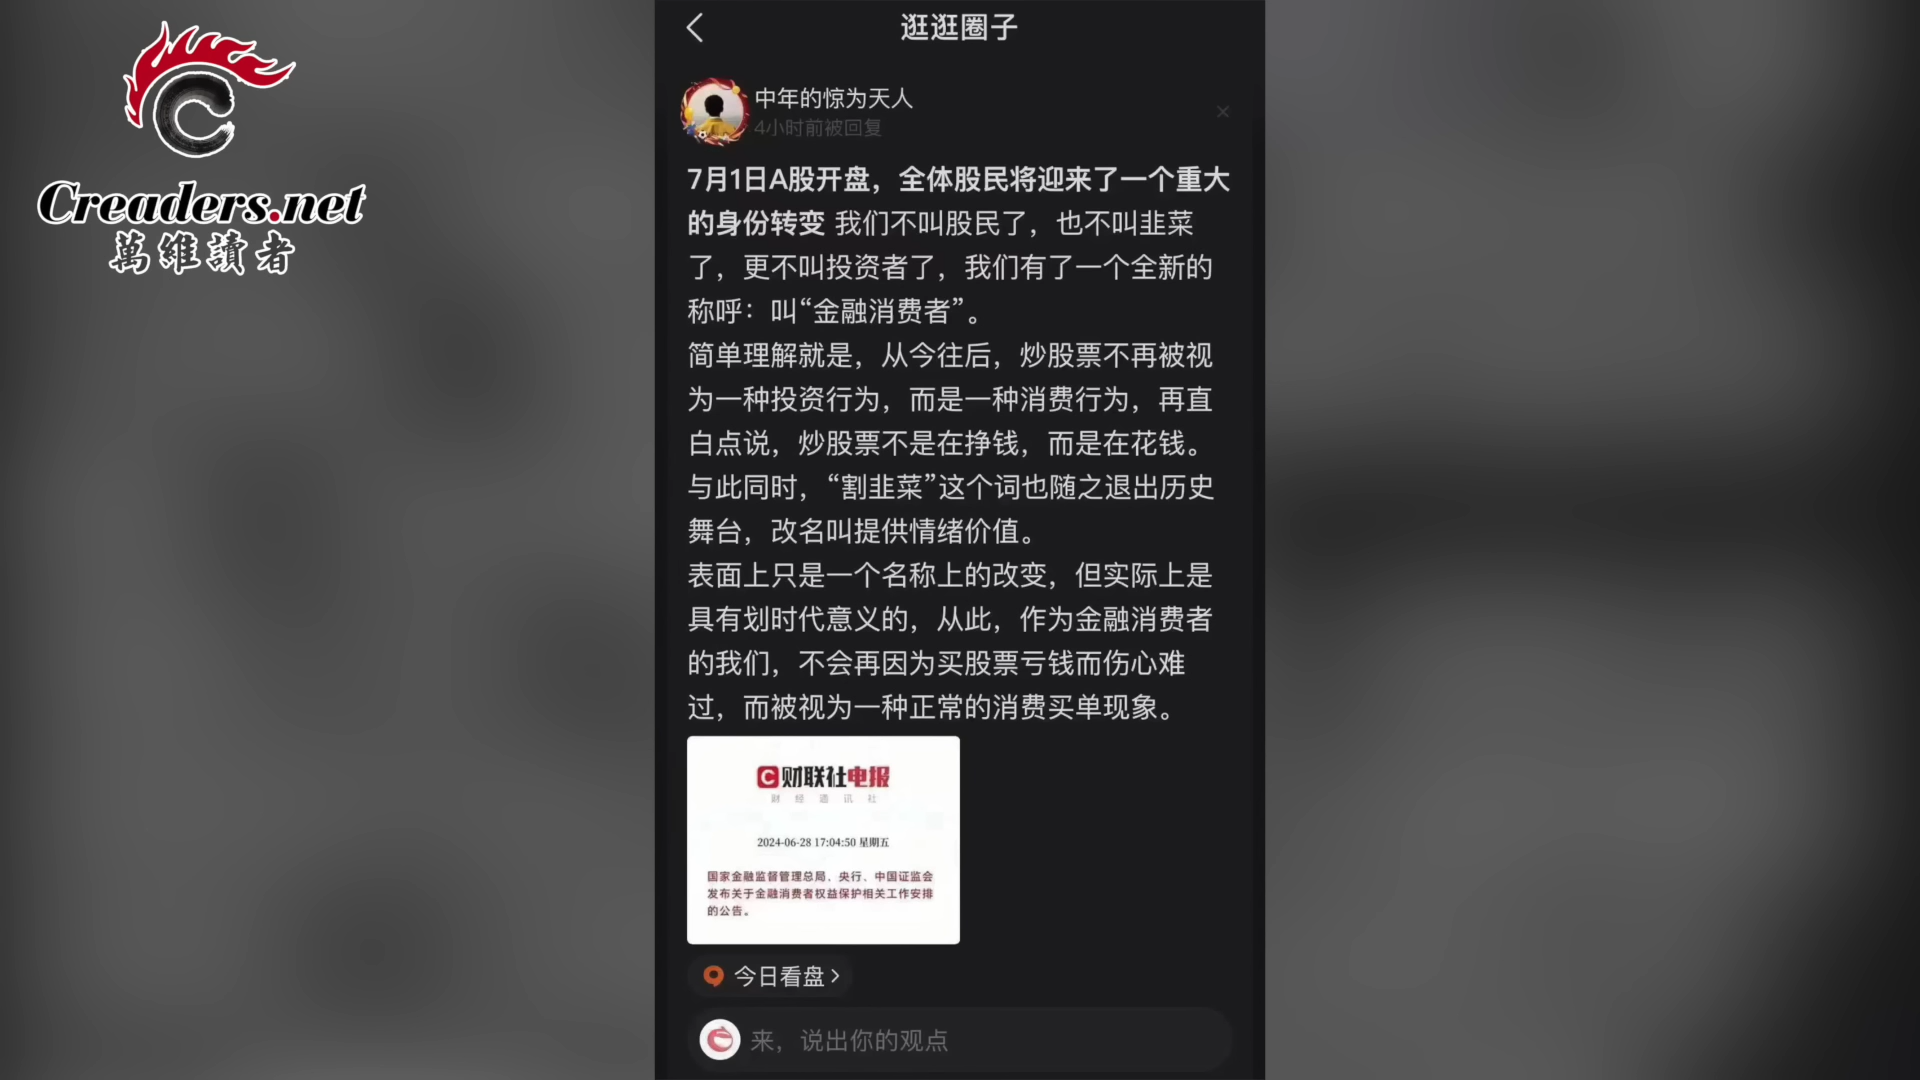 Creaders.net
萬維讀者
逛逛圈子
中年的惊为天人
4小时前被回复
7月1日A股开盘，全体股民将迎来了一个重大
的身份转变 我们不叫股民了，也不叫韭菜
了，更不叫投资者了，我们有了一个全新的
称呼：叫“金融消费者”。
简单理解就是，从今往后，炒股票不再被视
为一种投资行为，而是一种消费行为，再直
白点说，炒股票不是在挣钱，而是在花钱。
与此同时，“割韭菜”这个词也随之退出历史
舞台，改名叫提供情绪价值。
表面上只是一个名称上的改变，但实际上是
具有划时代意义的，从此，作为金融消费者
的我们，不会再因为买股票亏钱而伤心难
过，而被视为一种正常的消费买单现象。
财联社电报
财经通讯社
2024-06-28 17:04:50 星期五
国家金融监督管理总局、央行、中国证监会
发布关于金融消费者权益保护相关工作安排
的公告。
今日看盘
来，说出你的观点